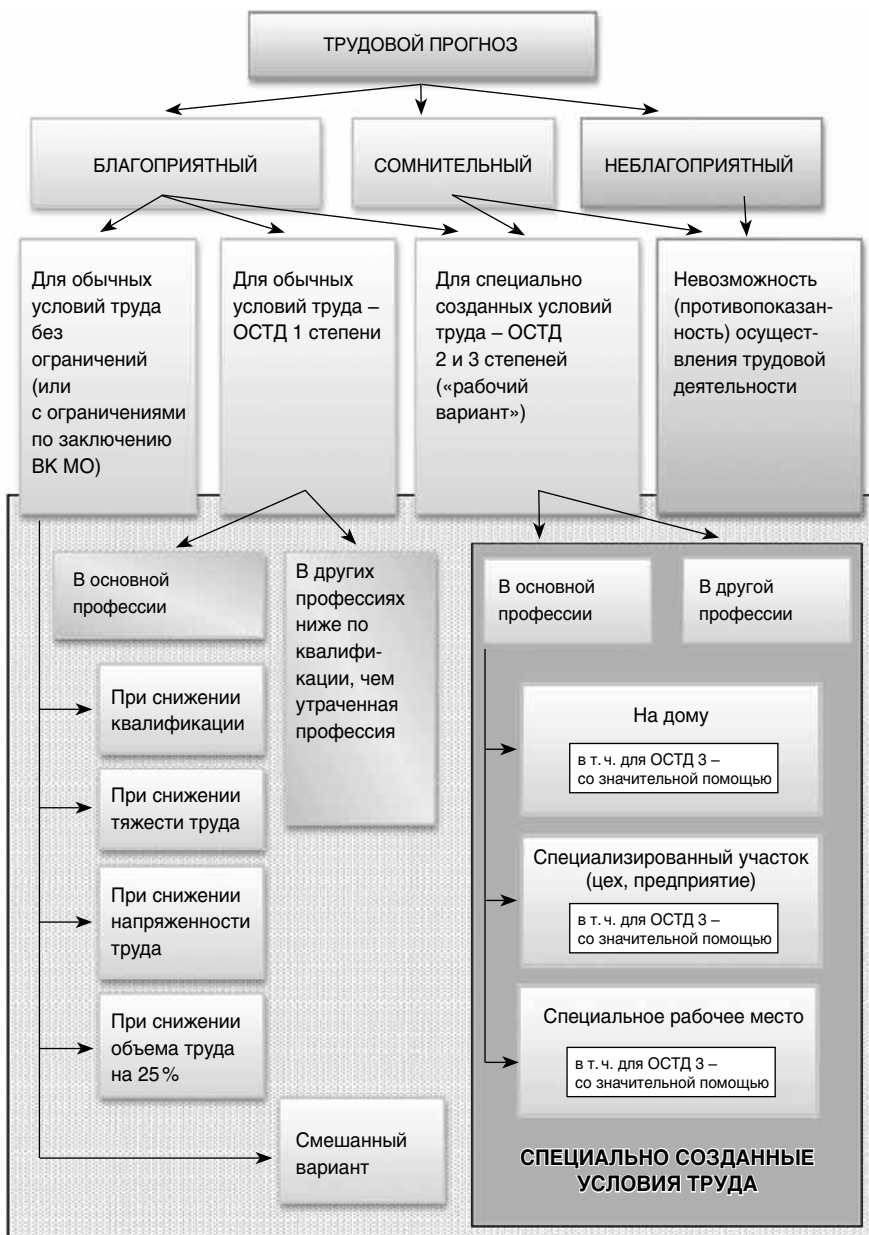 ТРУДОВОЙ ПРОГНОЗ
БЛАГОПРИЯТНЫЙ
СОМНИТЕЛЬНЫЙ
НЕБЛАГОПРИЯТНЫЙ
Для обычных
условий труда
без
ограничений
(или
с ограничениями
по заключению
ВК МО)
Для обычных
условий труда –
ОСТД 1 степени
Для специально
созданных условий
труда – ОСТД
2 и 3 степеней
(«рабочий
вариант»)
Невозможность
(противопоказан-
ность) осущест-
вления трудовой
деятельности
В основной
профессии
В других
профессиях
ниже по
квалифи-
кации, чем
утраченная
профессия
При снижении
квалификации
При снижении
тяжести труда
При снижении
напряженности
труда
При снижении
объема труда
на 25 %
Смешанный
вариант
В основной
профессии
В другой
профессии
На дому
в т. ч. для ОСТД 3 –
со значительной помощью
Специализированный участок
(цех, предприятие)
в т. ч. для ОСТД 3 –
со значительной помощью
Специальное рабочее место
в т. ч. для ОСТД 3 –
со значительной помощью
СПЕЦИАЛЬНО СОЗДАННЫЕ
УСЛОВИЯ ТРУДА